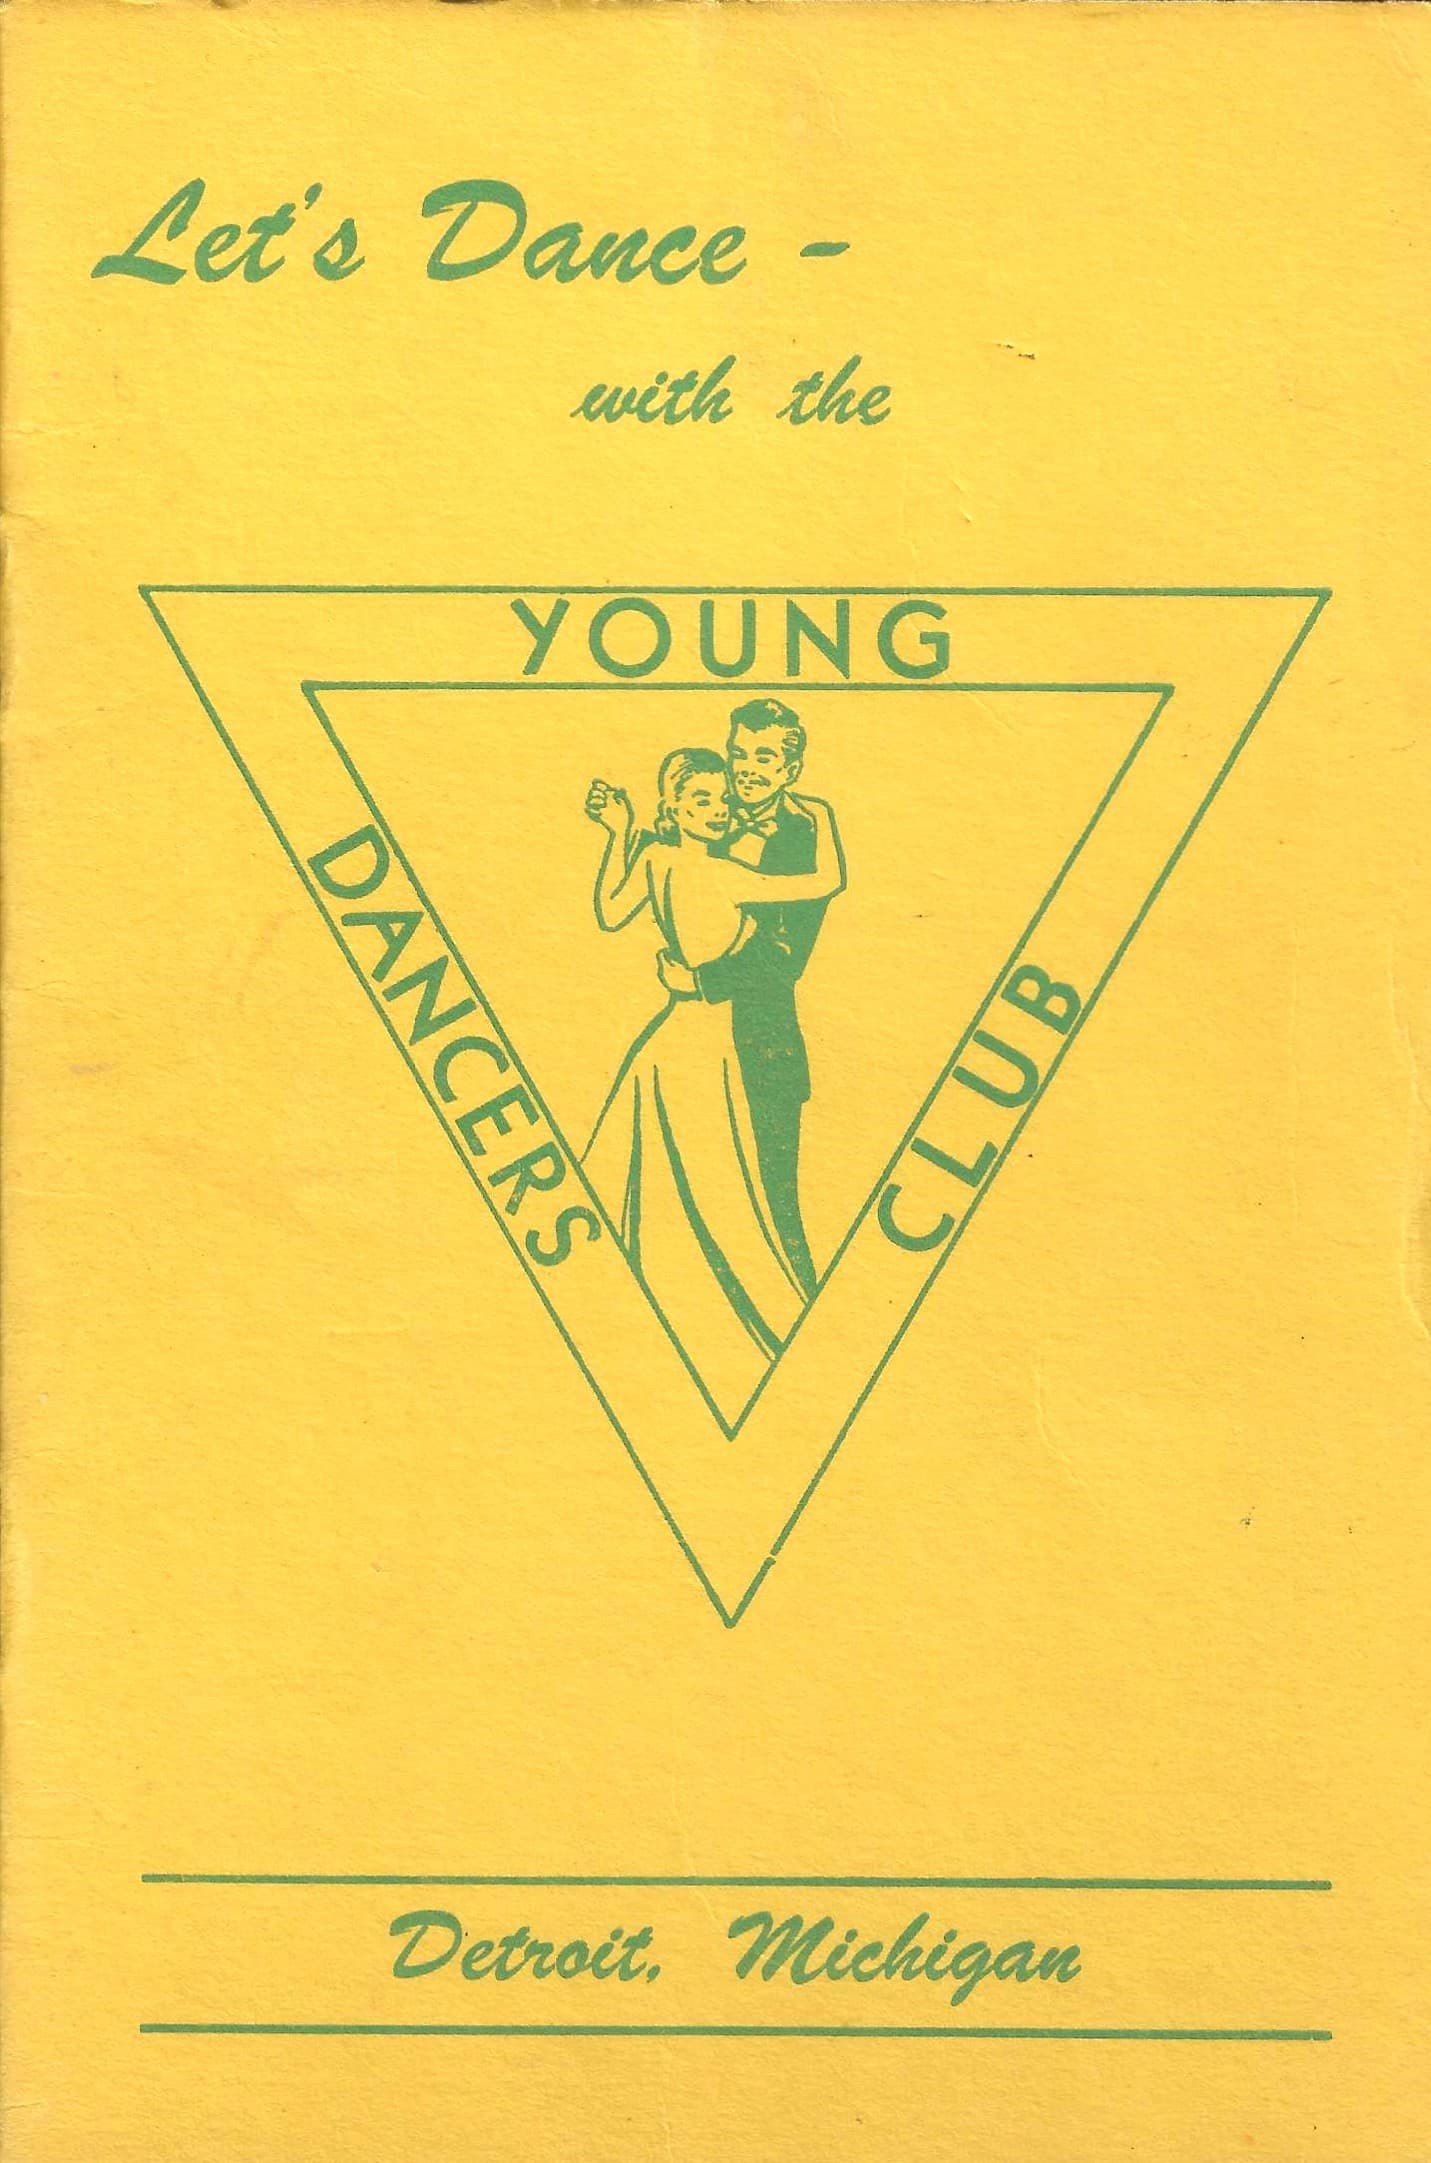 Let's Dance -
with the
YOUNG
DANCERS
CLUB
Detroit, Michigan